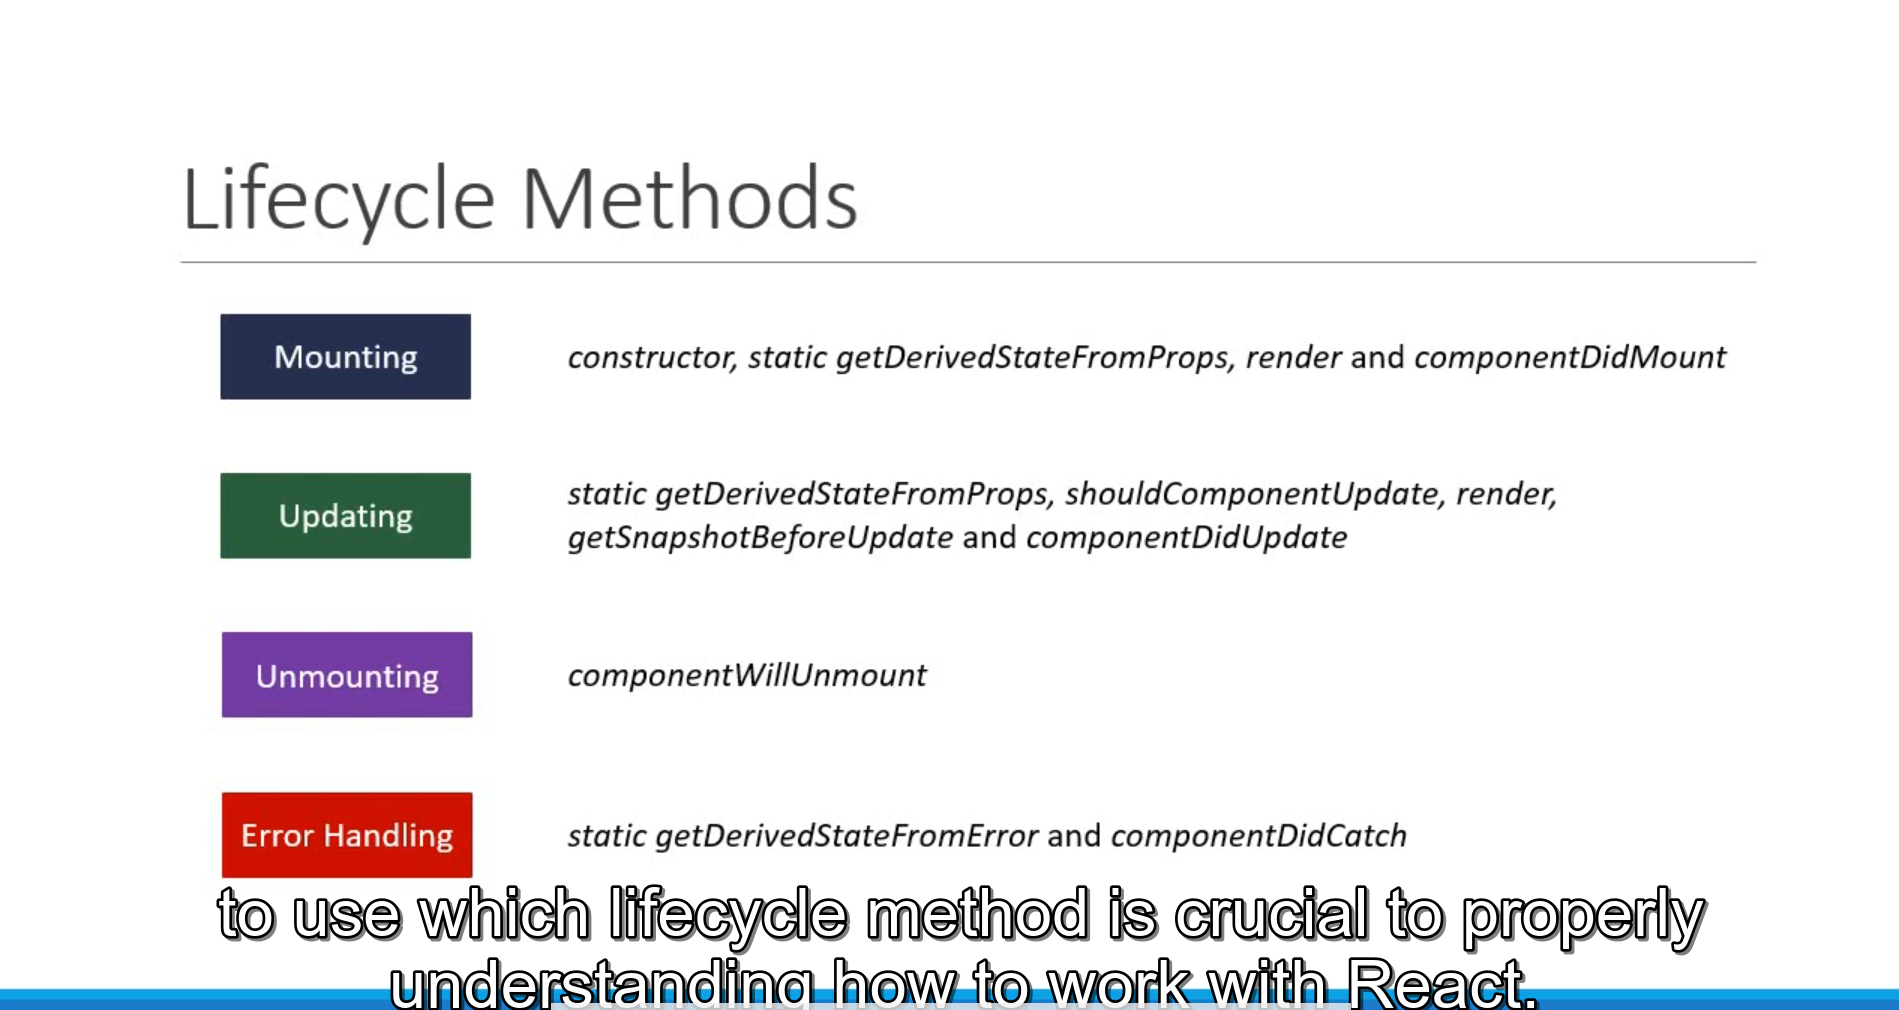 Lifecycle Methods
Mounting
constructor, static getDerivedStateFromProps, render and componentDidMount
Updating
static getDerivedStateFromProps, shouldComponentUpdate, render,
getSnapshotBeforeUpdate and componentDidUpdate
Unmounting
componentWillUnmount
Error Handling
static getDerivedStateFromError and componentDidCatch
to use which lifecycle method is crucial to properly
understanding how to work with React.